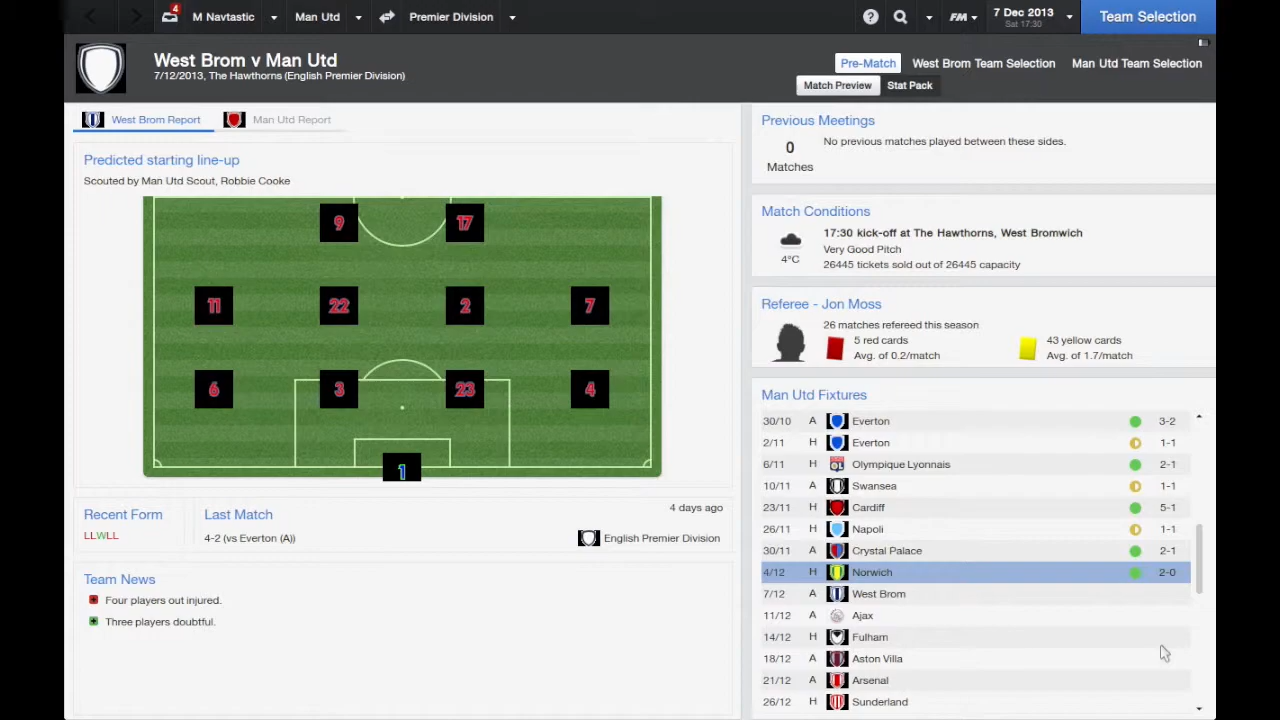 4
M Navtastic
Man Utd
Premier Division
FM
7 Dec 2013
Sat 17:30
Team Selection
West Brom v Man Utd
7/12/2013, The Hawthorns (English Premier Division)
Pre-Match
West Brom Team Selection
Man Utd Team Selection
Match Preview
Stat Pack
West Brom Report
Man Utd Report
Predicted starting line-up
Scouted by Man Utd Scout, Robbie Cooke
9 17
11 22 2 7
6 3 23 4
1
Recent Form
LLWLL
Last Match
4 days ago
4-2 (vs Everton (A))
English Premier Division
Team News
Four players out injured.
Three players doubtful.
Previous Meetings
0
Matches
No previous matches played between these sides.
Match Conditions
4°C
17:30 kick-off at The Hawthorns, West Bromwich
Very Good Pitch
26445 tickets sold out of 26445 capacity
Referee - Jon Moss
26 matches refereed this season
5 red cards
Avg. of 0.2/match
43 yellow cards
Avg. of 1.7/match
Man Utd Fixtures
30/10 A Everton 3-2
2/11 H Everton 1-1
6/11 H Olympique Lyonnais 2-1
10/11 A Swansea 1-1
23/11 H Cardiff 5-1
26/11 H Napoli 1-1
30/11 A Crystal Palace 2-1
4/12 H Norwich 2-0
7/12 A West Brom
11/12 A Ajax
14/12 H Fulham
18/12 A Aston Villa
21/12 A Arsenal
26/12 H Sunderland